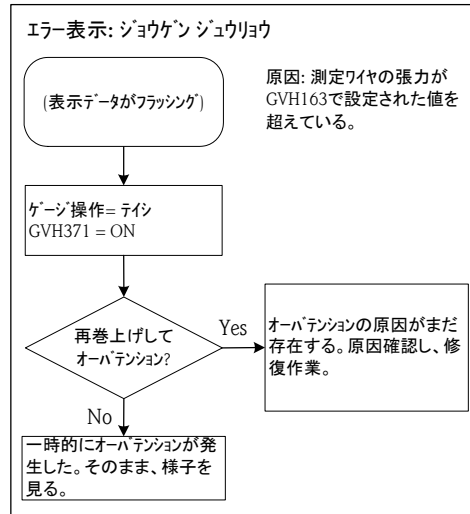 エラー表示: ｼﾞｮｳｹﾞﾝ ｼﾞｭｳﾘｮｳ
(表示ﾃﾞｰﾀがﾌﾗｯｼﾝｸﾞ)
原因: 測定ﾜｲﾔの張力が
GVH163で設定された値を
超えている。
ｹﾞｰｼﾞ操作= ﾃｲｼ
GVH371 = ON
再巻上げして
ｵｰﾊﾞﾃﾝｼｮﾝ?
Yes
ｵｰﾊﾞﾃﾝｼｮﾝの原因がまだ
存在する。原因確認し、修
復作業。
No
一時的にｵｰﾊﾞﾃﾝｼｮﾝが発
生した。そのまま、様子を
見る。